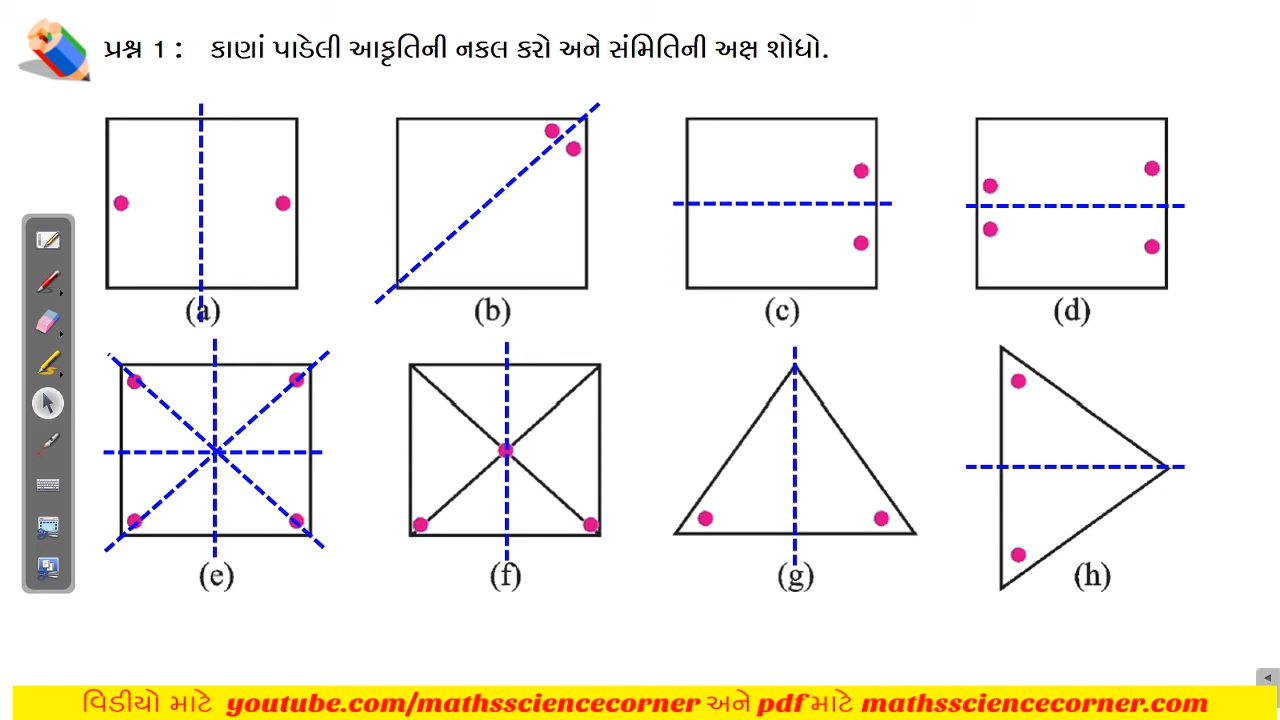 પ્રશ્ન 1 : કાણાં પાડેલી આકૃતિની નકલ કરો અને સંમિતિની અક્ષ શોધો.
(a) (b) (c) (d)
(e) (f) (g) (h)
વિડીયો માટે youtube.com/mathssciencecorner અને pdf માટે mathssciencecorner.com